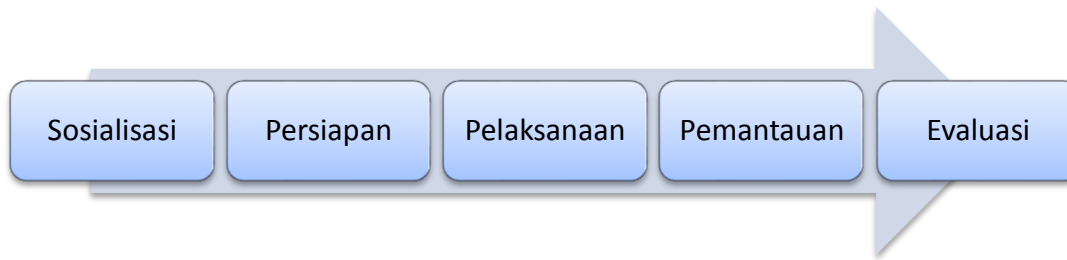 Sosialisasi
Persiapan
Pelaksanaan
Pemantauan
Evaluasi